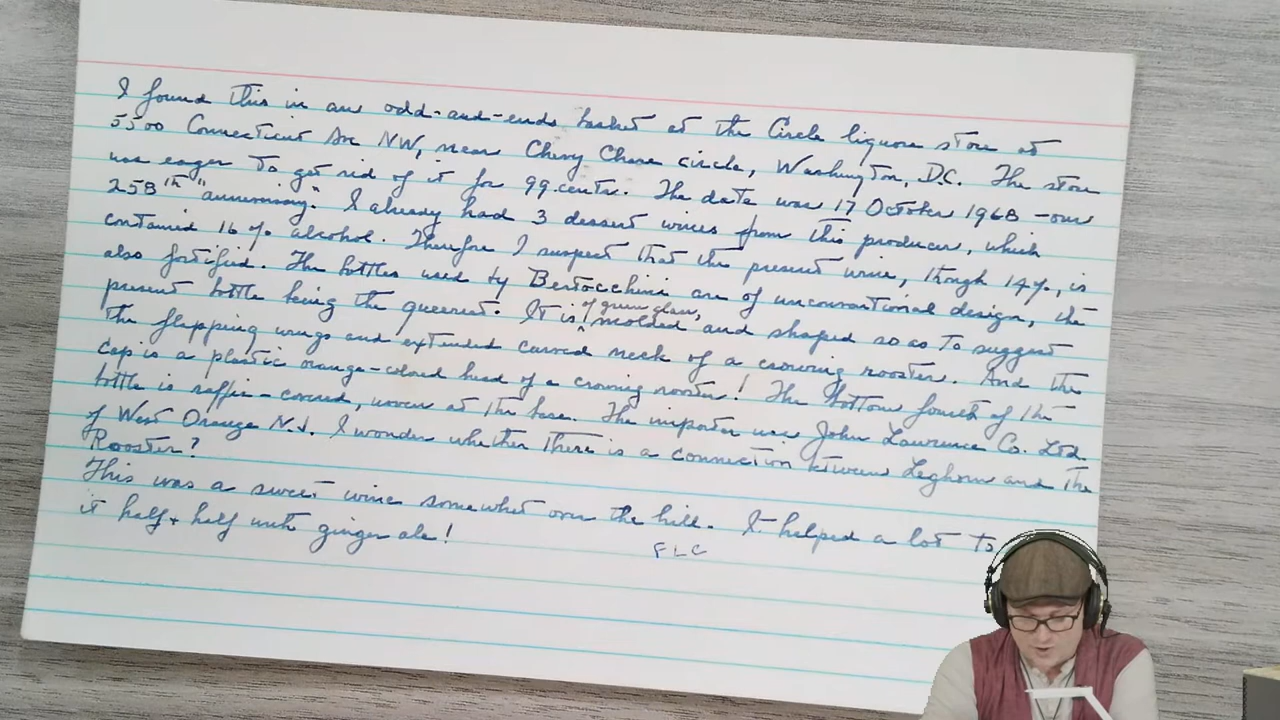 I found this in an odd-and-ends basket at the Circle liquor store at
5500 Connecticut Ave NW, near Chevy Chase circle, Washington, D.C. The store
was eager to get rid of it for 99 cents. The date was 17 October 1968 - our
258th "anniversary." I already had 3 dessert wines from this producer, which
contained 16% alcohol. Therefore I suspect that the present wine, though 14%, is
also fortified. The bottles used by Bertocchini are of unconventional design, the
present bottle being the queerest. It is of green glass, molded and shaped so as to suggest
the flapping wings and extended curved neck of a crowing rooster. And the
cap is a plastic orange-colored head of a crowing rooster! The bottom fourth of the
bottle is raffia-covered, woven at the base. The importer was John Lawrence Co. Ltd
of West Orange N.J. I wonder whether there is a connection between Leghorn and the
Rooster?
This was a sweet wine somewhat over the hill. It helped a lot to
it half + half with ginger ale!
FLC